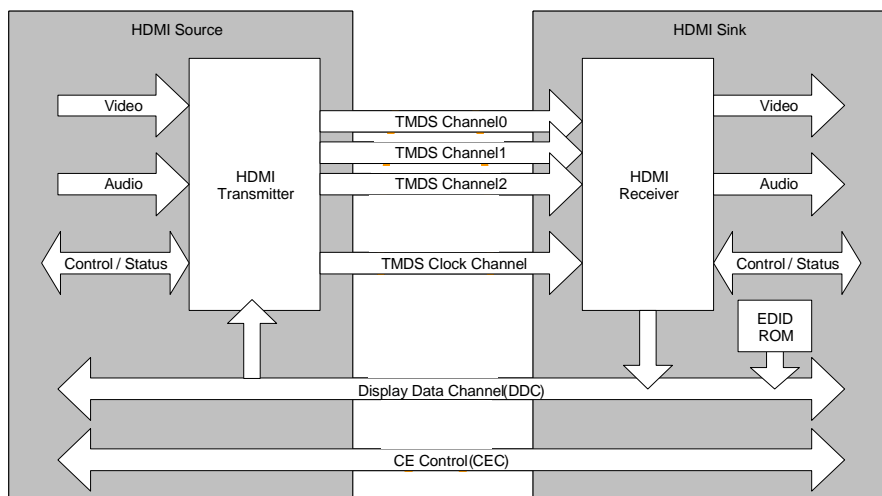 HDMI Source
HDMI Sink
Video
TMDS Channel0
Video
TMDS Channel1
Audio
HDMI
Transmitter
TMDS Channel2
HDMI
Receiver
Audio
Control / Status
TMDS Clock Channel
Control / Status
EDID
ROM
Display Data Channel(DDC)
CE Control(CEC)